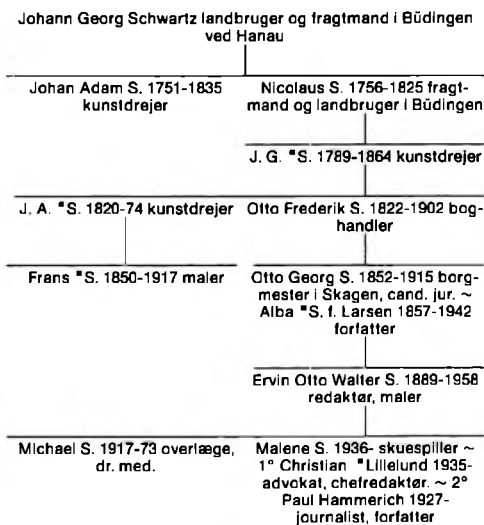 Johann Georg Schwartz landbruger og fragtmand i Büdingen
ved Hanau
Johan Adam S. 1751-1835
kunstdrejer
Nicolaus S. 1756-1825 fragt-
mand og landbruger i Büdingen
J. G. *S. 1789-1864 kunstdrejer
J. A. *S. 1820-74 kunstdrejer
Otto Frederik S. 1822-1902 bog-
handler
Frans *S. 1850-1917 maler
Otto Georg S. 1852-1915 borg-
mester i Skagen, cand. jur. ~
Alba *S. f. Larsen 1857-1942
forfatter
Ervin Otto Walter S. 1889-1958
redaktør, maler
Michael S. 1917-73 overlæge,
dr. med.
Malene S. 1936- skuespiller ~
1° Christian *Lillelund 1935-
advokat, chefredaktør. ~ 2°
Paul Hammerich 1927-
journalist, forfatter